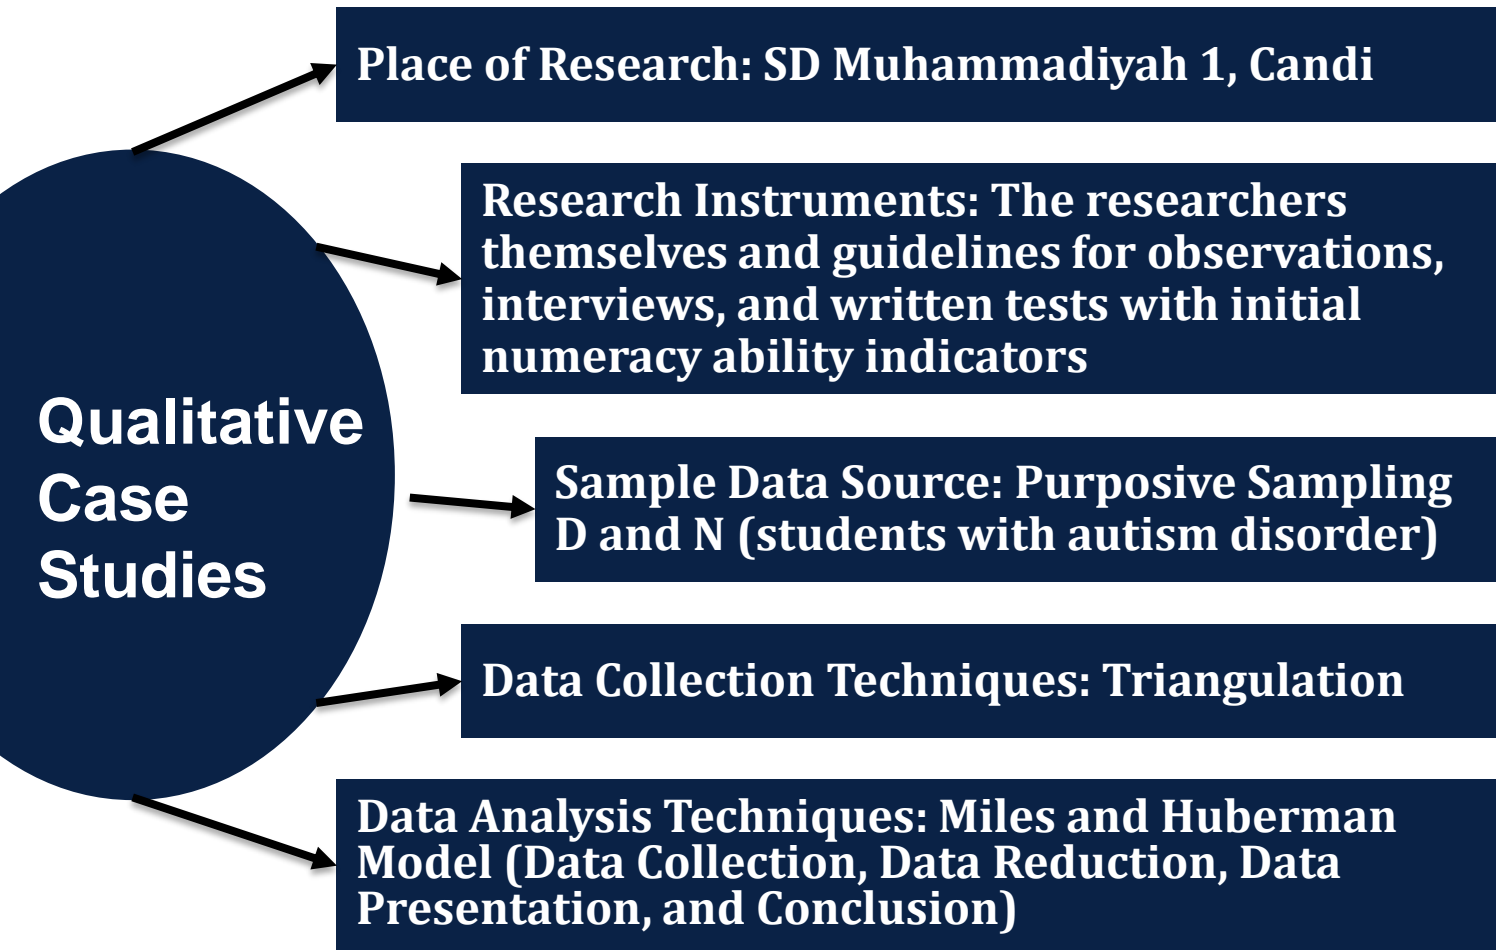 Place of Research: SD Muhammadiyah 1, Candi
Research Instruments: The researchers
themselves and guidelines for observations,
interviews, and written tests with initial
numeracy ability indicators
Qualitative
Case
Studies
Sample Data Source: Purposive Sampling
D and N (students with autism disorder)
Data Collection Techniques: Triangulation
Data Analysis Techniques: Miles and Huberman
Model (Data Collection, Data Reduction, Data
Presentation, and Conclusion)